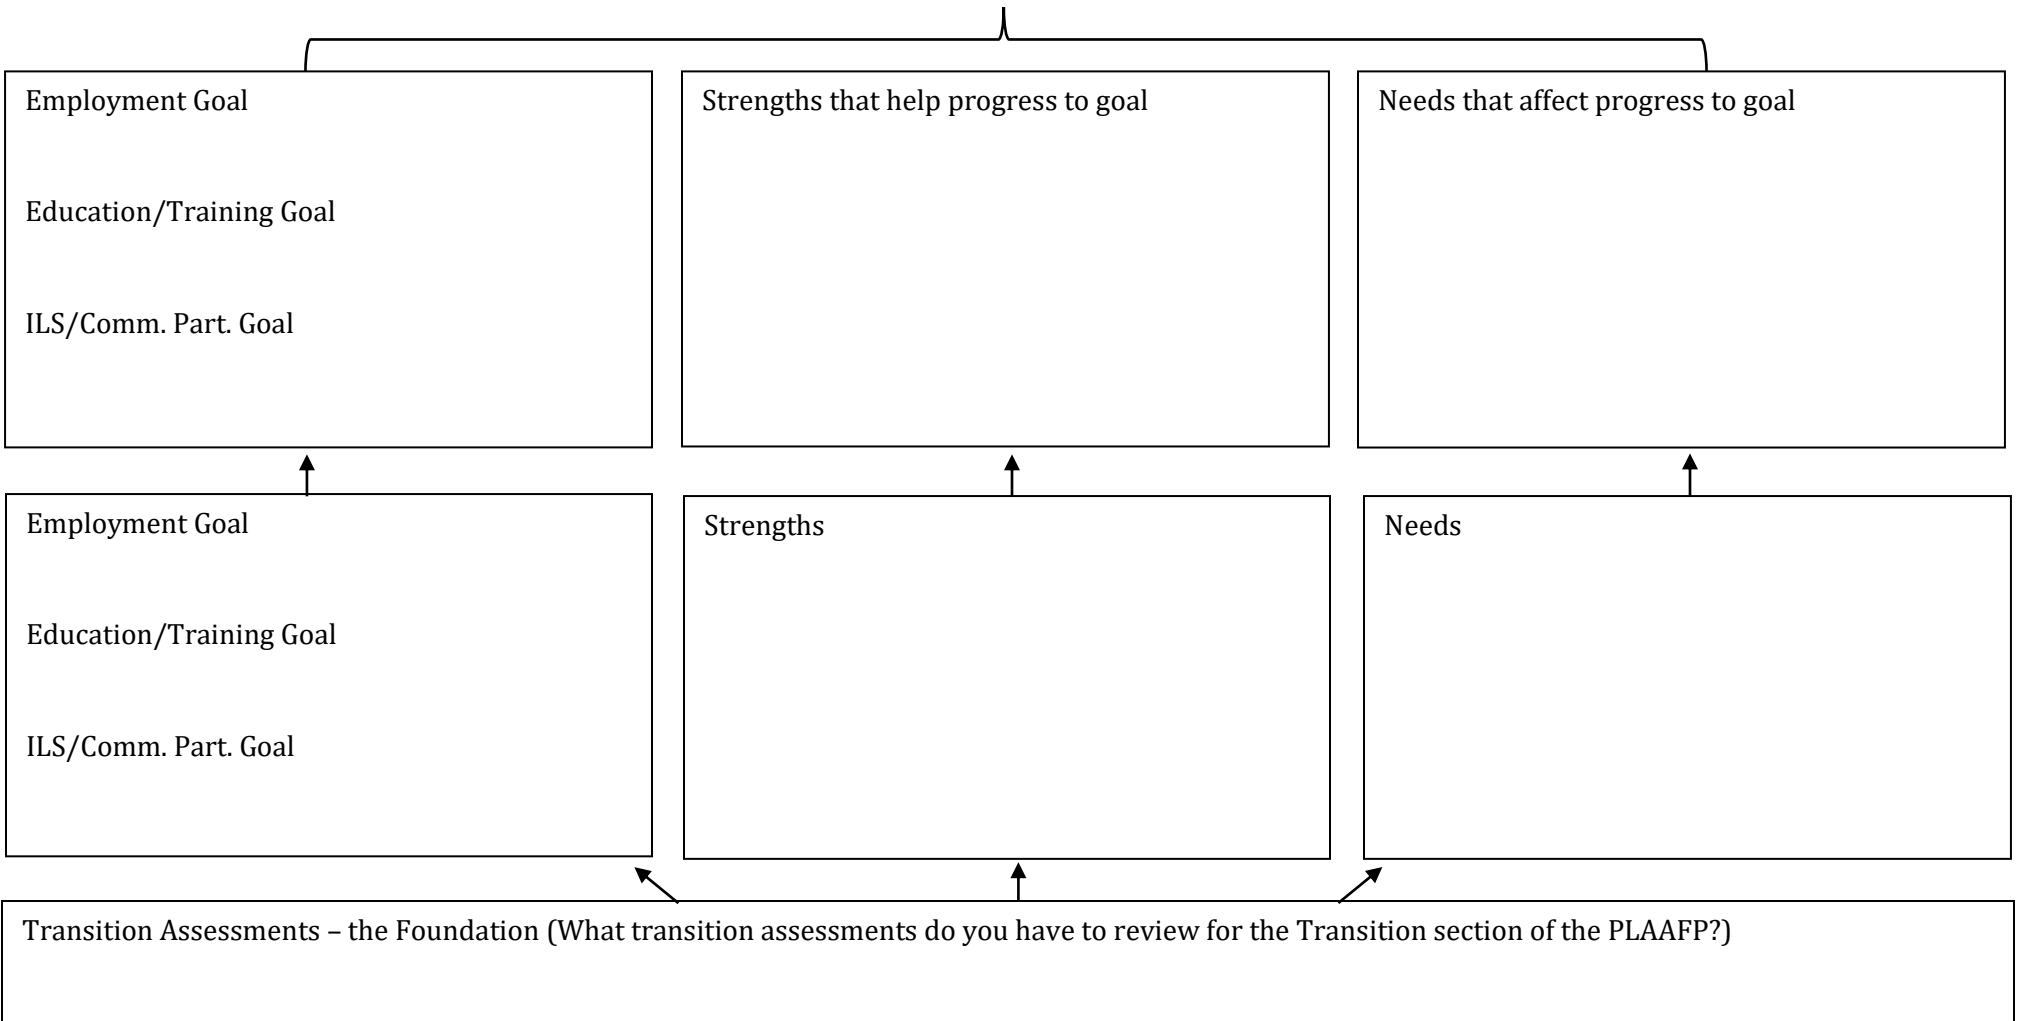 Employment Goal
Education/Training Goal
ILS/Comm. Part. Goal
Strengths that help progress to goal
Needs that affect progress to goal
Employment Goal
Education/Training Goal
ILS/Comm. Part. Goal
Strengths
Needs
Transition Assessments – the Foundation (What transition assessments do you have to review for the Transition section of the PLAAFP?)